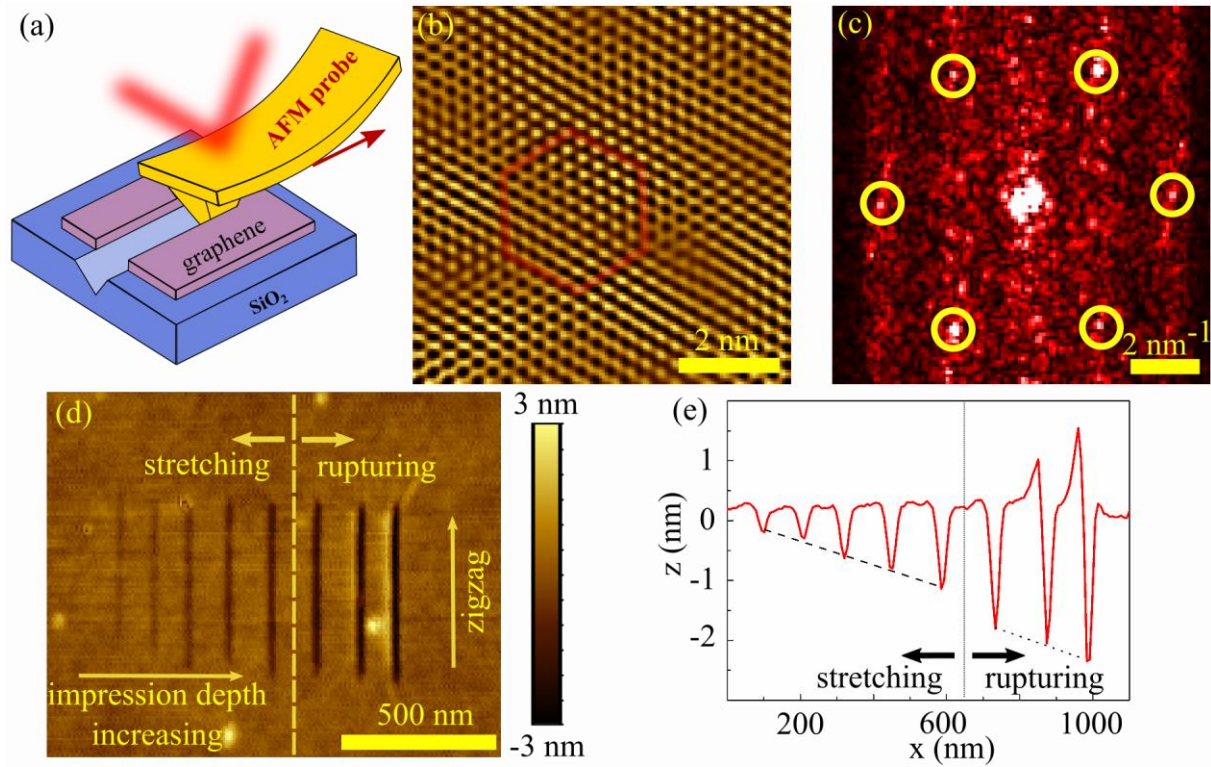 (a)
AFM probe
graphene
SiO₂
(b)
2 nm
(c)
2 nm⁻¹
(d)
stretching
rupturing
zigzag
impression depth
increasing
500 nm
3 nm
-3 nm
(e)
z (nm)
1
0
-1
-2
stretching
rupturing
200
600
1000
x (nm)